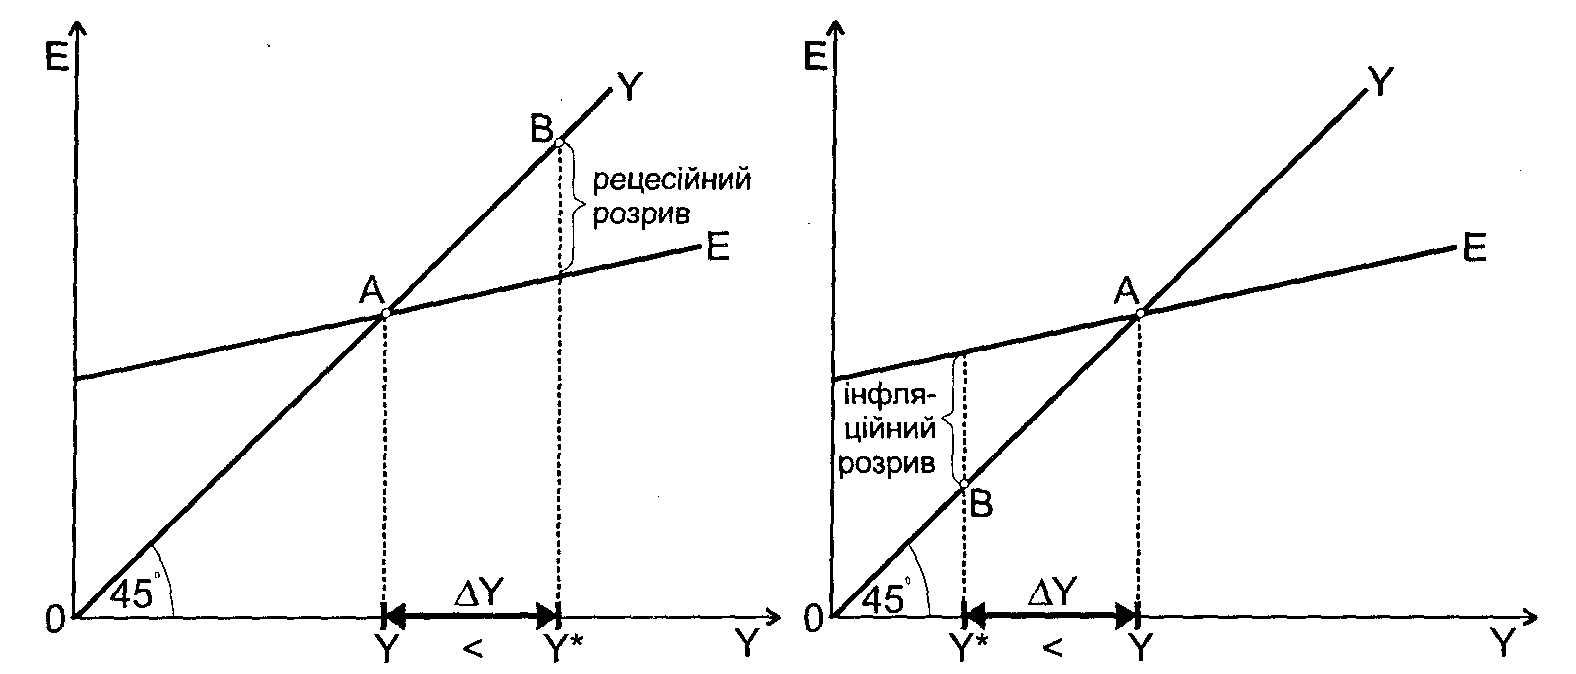 E
Y
B
рецесійний
розрив
E
A
45°
0
ΔY
Y < Y*
Y
E
Y
E
A
інфля-
ційний
розрив
B
45°
0
ΔY
Y* < Y
Y